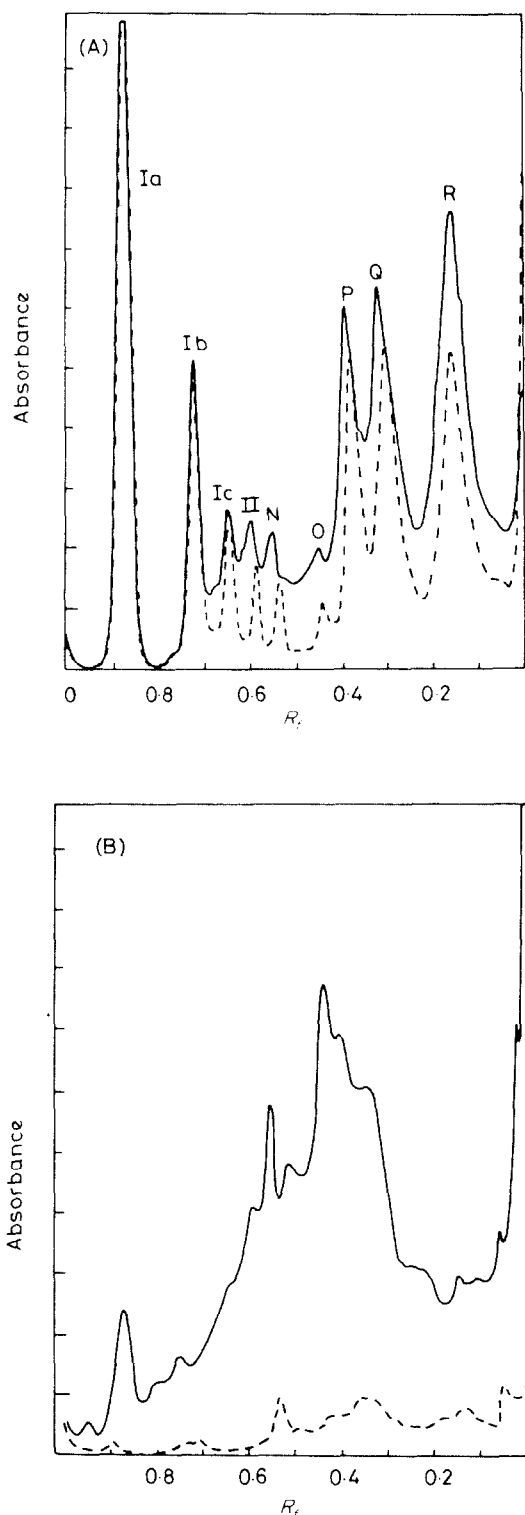 (A)
Ia
Ib
Ic
II
N
O
P
Q
R
Absorbance
0 0·8 0·6 0·4 0·2
Rf
(B)
Absorbance
0·8 0·6 0·4 0·2
Rf